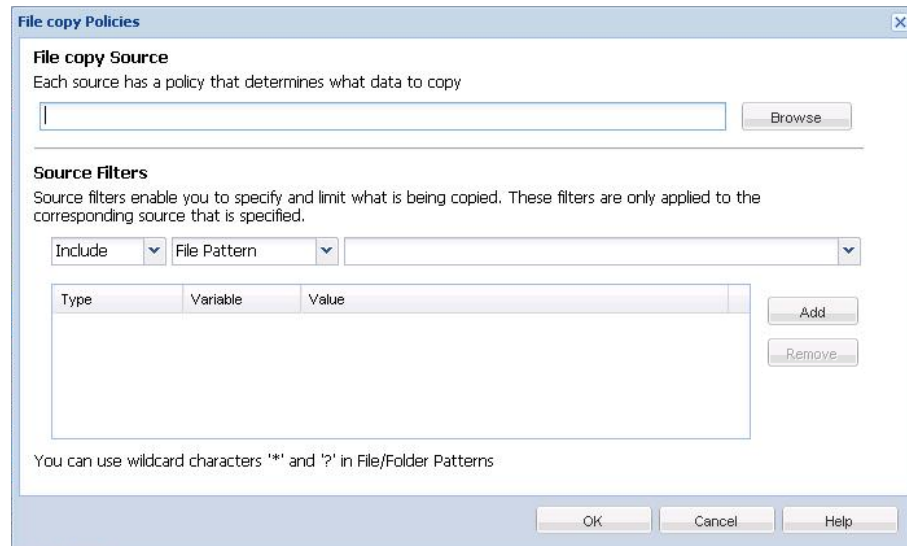 File copy Policies
File copy Source
Each source has a policy that determines what data to copy
Browse
Source Filters
Source filters enable you to specify and limit what is being copied. These filters are only applied to the
corresponding source that is specified.
Include File Pattern
Type Variable Value
Add
Remove
You can use wildcard characters '*' and '?' in File/Folder Patterns
OK Cancel Help